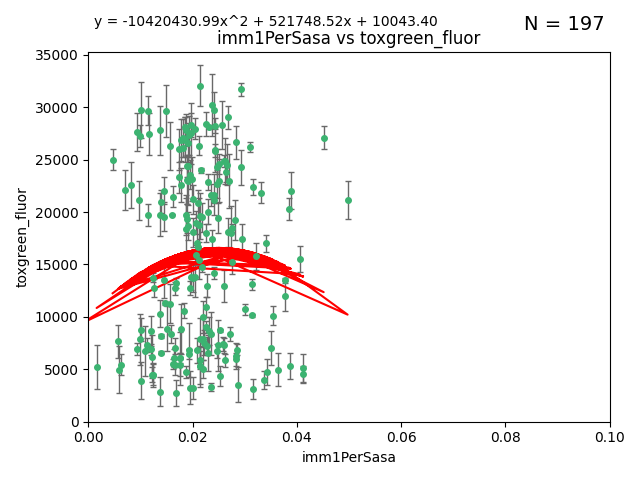 y = -10420430.99x^2 + 521748.52x + 10043.40
N = 197
imm1PerSasa vs toxgreen_fluor
35000
30000
25000
20000
15000
10000
5000
0
toxgreen_fluor
0.00 0.02 0.04 0.06 0.08 0.10
imm1PerSasa